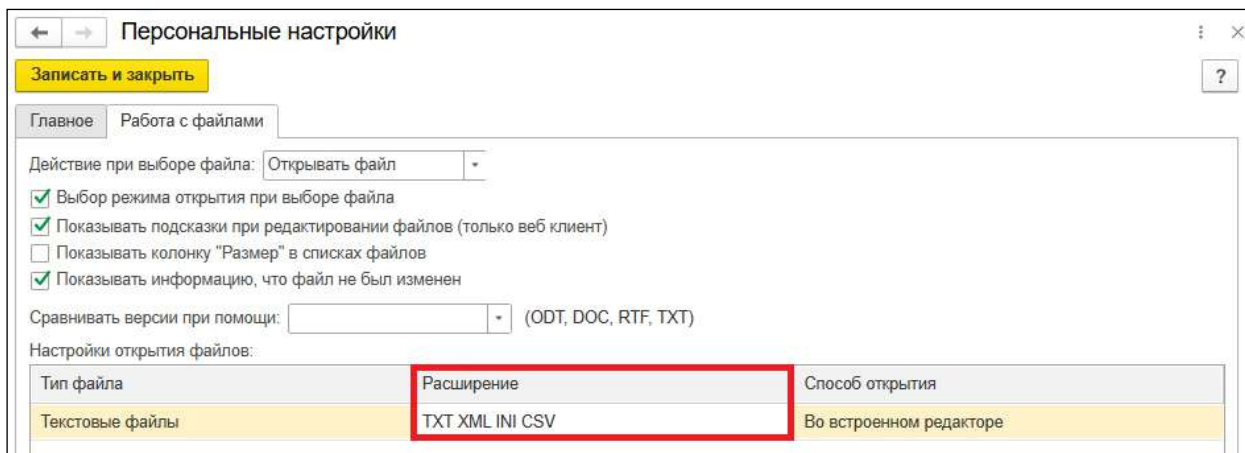 Персональные настройки
Записать и закрыть ?
Главное Работа с файлами
Действие при выборе файла: Открывать файл
Выбор режима открытия при выборе файла
Показывать подсказки при редактировании файлов (только веб клиент)
Показывать колонку "Размер" в списках файлов
Показывать информацию, что файл не был изменен
Сравнивать версии при помощи: (ODT, DOC, RTF, TXT)
Настройки открытия файлов:
Тип файла Расширение Способ открытия
Текстовые файлы TXT XML INI CSV Во встроенном редакторе